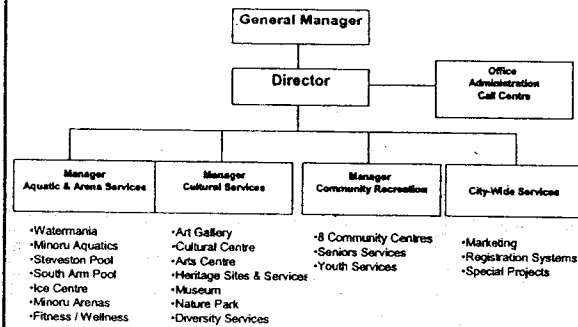 General Manager
Director
Office
Administration
Call Centre
Manager
Aquatic & Arena Services
Manager
Cultural Services
Manager
Community Recreation
City-Wide Services
•Watermania
•Minoru Aquatics
•Steveston Pool
•South Arm Pool
•Ice Centre
•Minoru Arenas
•Fitness / Wellness
•Art Gallery
•Cultural Centre
•Arts Centre
•Heritage Sites & Services
•Museum
•Nature Park
•Diversity Services
•8 Community Centres
•Seniors Services
•Youth Services
•Marketing
•Registration Systems
•Special Projects